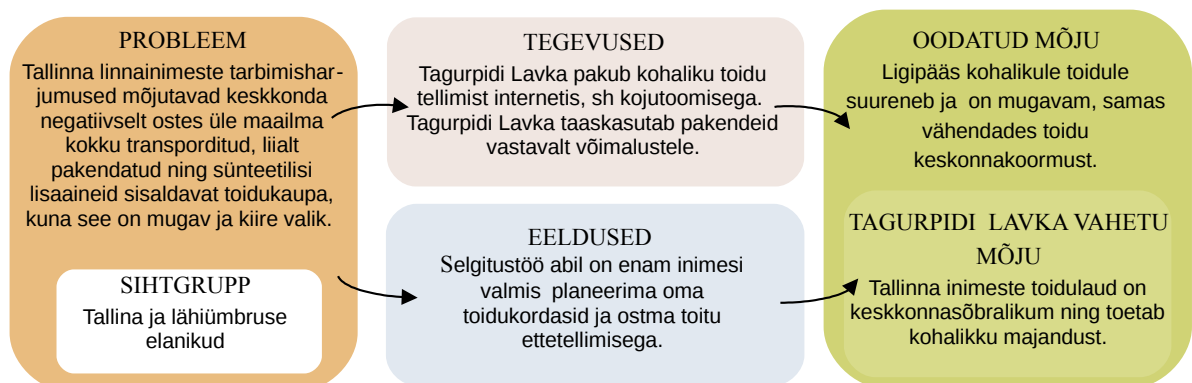 PROBLEEM
Tallinna linnainimeste tarbimishar-
jumused mõjutavad keskkonda
negatiivselt ostes üle maailma
kokku transporditud, liialt
pakendatud ning sünteetilisi
lisaaineid sisaldavat toidukaupa,
kuna see on mugav ja kiire valik.
SIHTGRUPP
Tallina ja lähiümbruse
elanikud
TEGEVUSED
Tagurpidi Lavka pakub kohaliku toidu
tellimist internetis, sh kojutoomisega.
Tagurpidi Lavka taaskasutab pakendeid
vastavalt võimalustele.
EELDUSED
Selgitustöö abil on enam inimesi
valmis planeerima oma
toidukordasid ja ostma toitu
ettetellimisega.
OODATUD MÕJU
Ligipääs kohalikule toidule
suureneb ja on mugavam, samas
vähendades toidu
keskonnakoormust.
TAGURPIDI LAVKA VAHETU
MÕJU
Tallinna inimeste toidulaud on
keskkonnasõbralikum ning toetab
kohalikku majandust.